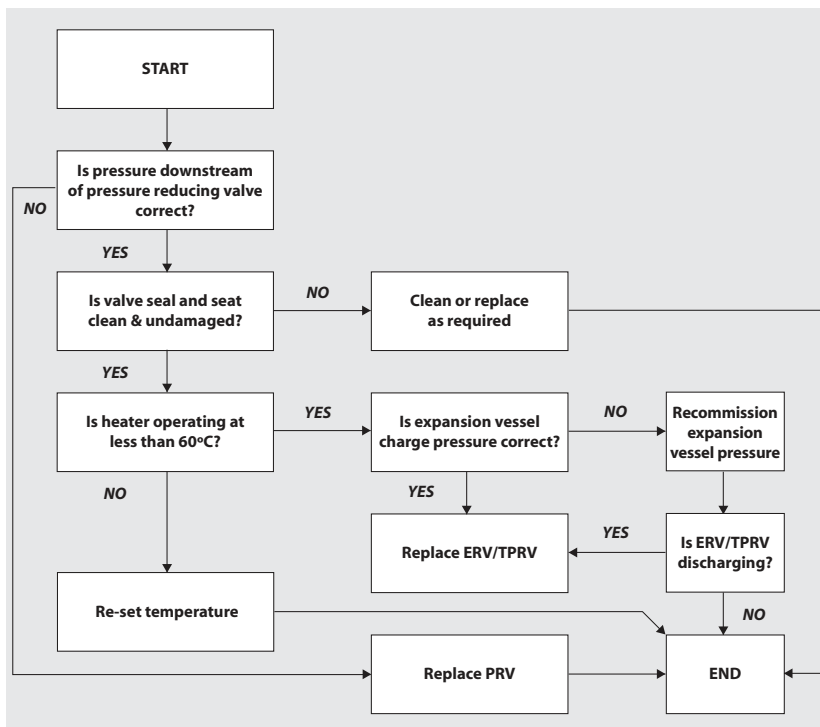 START
Is pressure downstream
of pressure reducing valve
correct?
NO
YES
Is valve seal and seat
clean & undamaged?
NO
Clean or replace
as required
YES
Is heater operating at
less than 60ºC?
YES
Is expansion vessel
charge pressure correct?
NO
Recommission
expansion
vessel pressure
NO
YES
Replace ERV/TPRV
YES
Is ERV/TPRV
discharging?
Re-set temperature
NO
Replace PRV
END